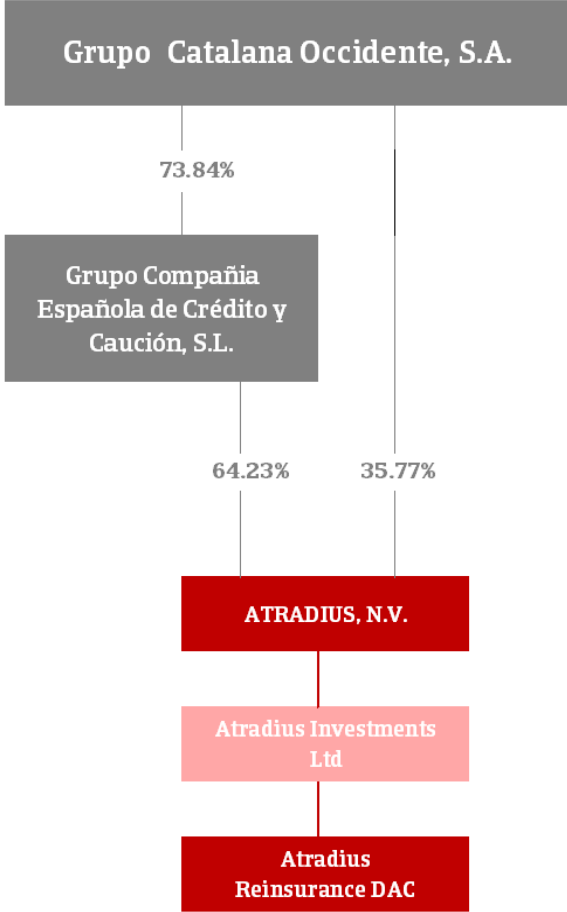 Grupo Catalana Occidente, S.A.
73.84%
Grupo Compañia
Española de Crédito y
Caución, S.L.
64.23%
35.77%
ATRADIUS, N.V.
Atradius Investments
Ltd
Atradius
Reinsurance DAC